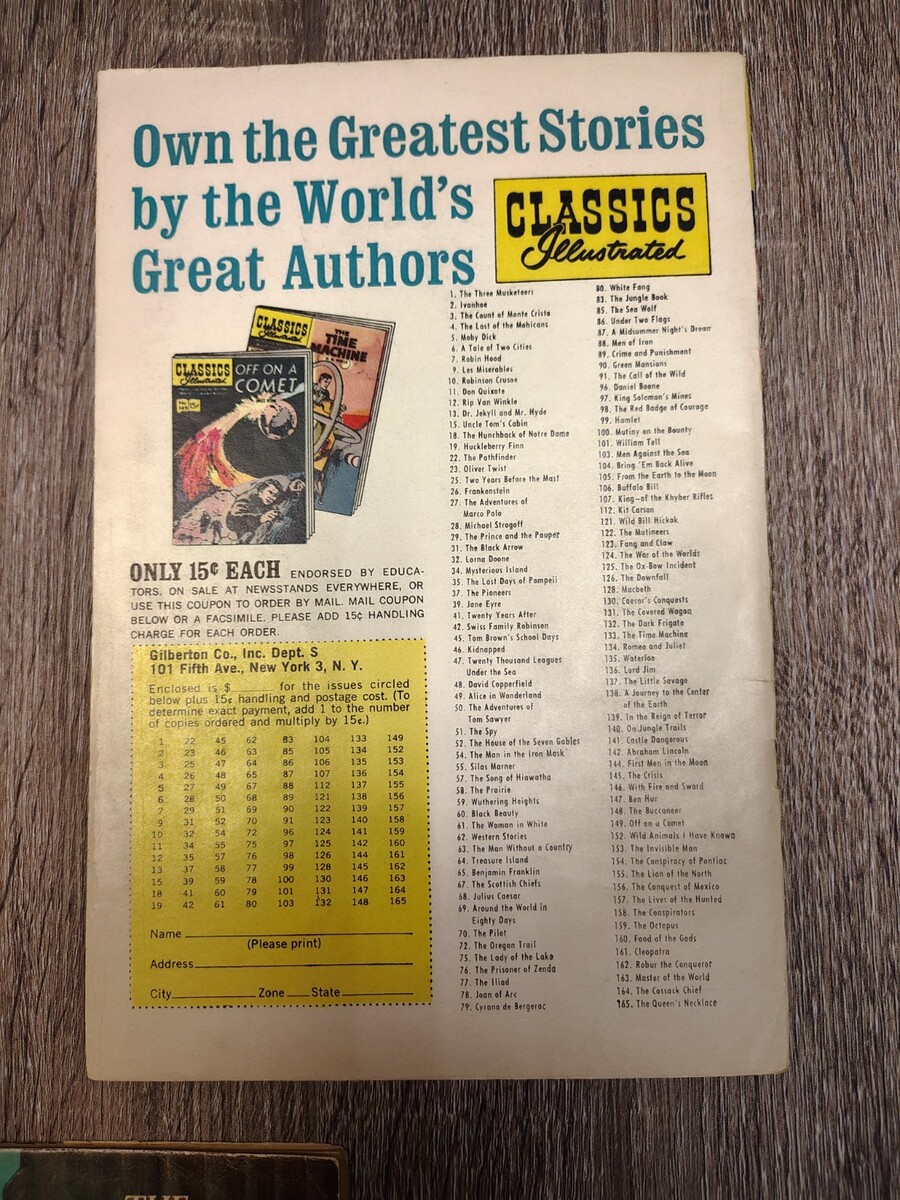 Own the Greatest Stories
by the World's
Great Authors
CLASSICS
Illustrated
CLASSICS
Illustrated
THE
TIME
MACHINE
CLASSICS
Illustrated
OFF ON A
COMET
ONLY 15¢ EACH ENDORSED BY EDUCA-
TORS. ON SALE AT NEWSSTANDS EVERYWHERE, OR
USE THIS COUPON TO ORDER BY MAIL. MAIL COUPON
BELOW OR A FACSIMILE. PLEASE ADD 15¢ HANDLING
CHARGE FOR EACH ORDER.
Gilberton Co., Inc. Dept. S
101 Fifth Ave., New York 3, N. Y.
Enclosed is $______ for the issues circled
below plus 15¢ handling and postage cost. (To
determine exact payment, add 1 to the number
of copies ordered and multiply by 15¢.)
1 22 45 62 83 104 133 149
2 23 46 63 85 105 134 152
3 25 47 64 86 106 135 153
4 26 48 65 87 107 136 154
5 27 49 67 88 112 137 155
6 28 50 68 89 121 138 156
7 29 51 69 90 122 139 157
9 31 52 70 91 123 140 158
10 32 54 72 96 124 141 159
11 34 55 75 97 125 142 160
12 35 57 76 98 126 144 161
13 37 58 77 99 128 145 162
15 39 59 78 100 130 146 163
18 41 60 79 101 131 147 164
19 42 61 80 103 132 148 165
Name
(Please print)
Address
City Zone State
1. The Three Musketeers
2. Ivanhoe
3. The Count of Monte Cristo
4. The Last of the Mohicans
5. Moby Dick
6. A Tale of Two Cities
7. Robin Hood
9. Les Miserables
10. Robinson Crusoe
11. Don Quixote
12. Rip Van Winkle
13. Dr. Jekyll and Mr. Hyde
15. Uncle Tom's Cabin
18. The Hunchback of Notre Dame
19. Huckleberry Finn
22. The Pathfinder
23. Oliver Twist
25. Two Years Before the Mast
26. Frankenstein
27. The Adventures of
Marco Polo
28. Michael Strogoff
29. The Prince and the Pauper
31. The Black Arrow
32. Lorna Doone
34. Mysterious Island
35. The Last Days of Pompeii
37. The Pioneers
39. Jane Eyre
41. Twenty Years After
42. Swiss Family Robinson
45. Tom Brown's School Days
46. Kidnapped
47. Twenty Thousand Leagues
Under the Sea
48. David Copperfield
49. Alice in Wonderland
50. The Adventures of
Tom Sawyer
51. The Spy
52. The House of the Seven Gables
54. The Man in the Iron Mask
55. Silas Marner
57. The Song of Hiawatha
58. The Prairie
59. Wuthering Heights
60. Black Beauty
61. The Woman in White
62. Western Stories
63. The Man Without a Country
64. Treasure Island
65. Benjamin Franklin
67. The Scottish Chiefs
68. Julius Caesar
69. Around the World in
Eighty Days
70. The Pilot
72. The Oregon Trail
75. The Lady of the Lake
76. The Prisoner of Zenda
77. The Iliad
78. Joan of Arc
79. Cyrano de Bergerac
80. White Fang
83. The Jungle Book
85. The Sea Wolf
86. Under Two Flags
87. A Midsummer Night's Dream
88. Men of Iron
89. Crime and Punishment
90. Green Mansions
91. The Call of the Wild
96. Daniel Boone
97. King Solomon's Mines
98. The Red Badge of Courage
99. Hamlet
100. Mutiny on the Bounty
101. William Tell
103. Men Against the Sea
104. Bring 'Em Back Alive
105. From the Earth to the Moon
106. Buffalo Bill
107. King—of the Khyber Rifles
112. Kit Carson
121. Wild Bill Hickok
122. The Mutineers
123. Fang and Claw
124. The War of the Worlds
125. The Ox-Bow Incident
126. The Downfall
128. Macbeth
130. Caesar's Conquests
131. The Covered Wagon
132. The Dark Frigate
133. The Time Machine
134. Romeo and Juliet
135. Waterloo
136. Lord Jim
137. The Little Savage
138. A Journey to the Center
of the Earth
139. In the Reign of Terror
140. On Jungle Trails
141. Castle Dangerous
142. Abraham Lincoln
144. First Men in the Moon
145. The Crisis
146. With Fire and Sword
147. Ben Hur
148. The Buccaneer
149. Off on a Comet
152. Wild Animals I Have Known
153. The Invisible Man
154. The Conspiracy of Pontiac
155. The Lion of the North
156. The Conquest of Mexico
157. The Lives of the Hunted
158. The Conspirators
159. The Octopus
160. Food of the Gods
161. Cleopatra
162. Robur the Conqueror
163. Master of the World
164. The Cossack Chief
165. The Queen's Necklace
THE